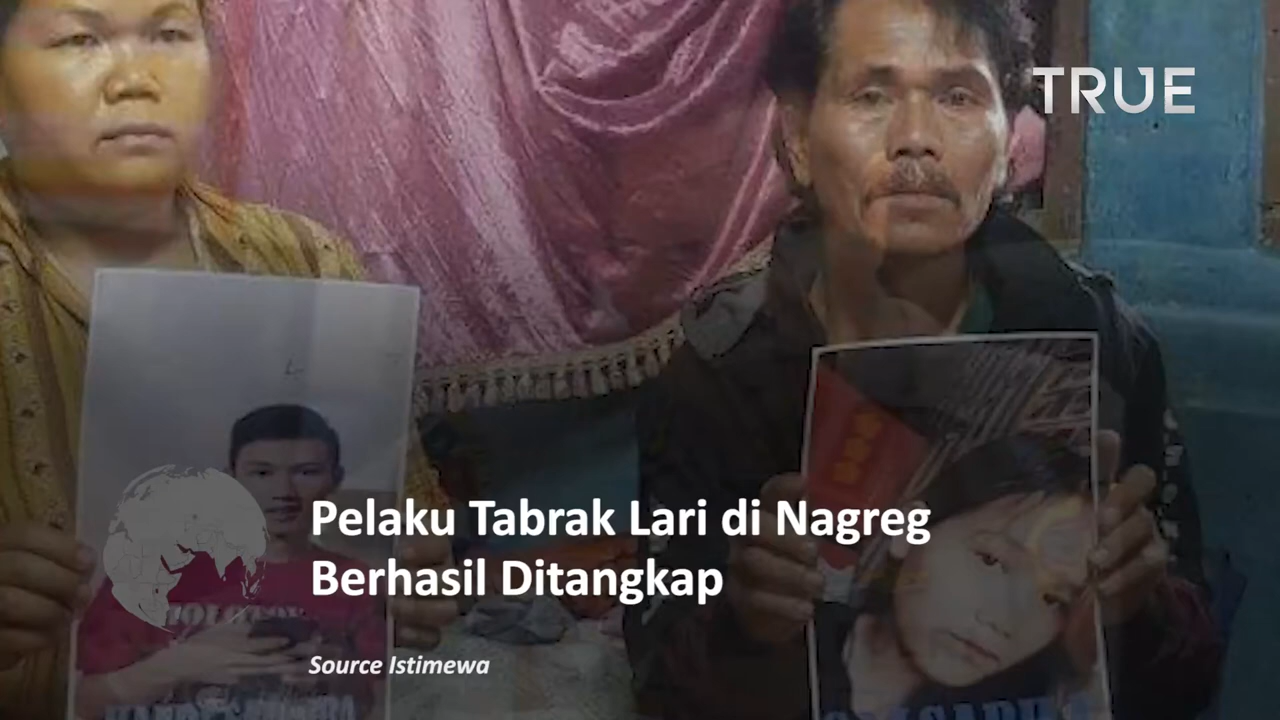 TRUE
Pelaku Tabrak Lari di Nagreg
Berhasil Ditangkap
Source Istimewa